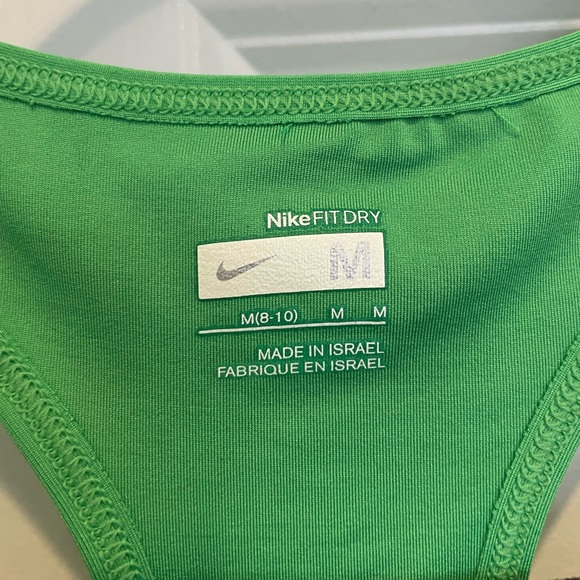 NikeFIT DRY
M
M(8-10) M M
MADE IN ISRAEL
FABRIQUE EN ISRAEL